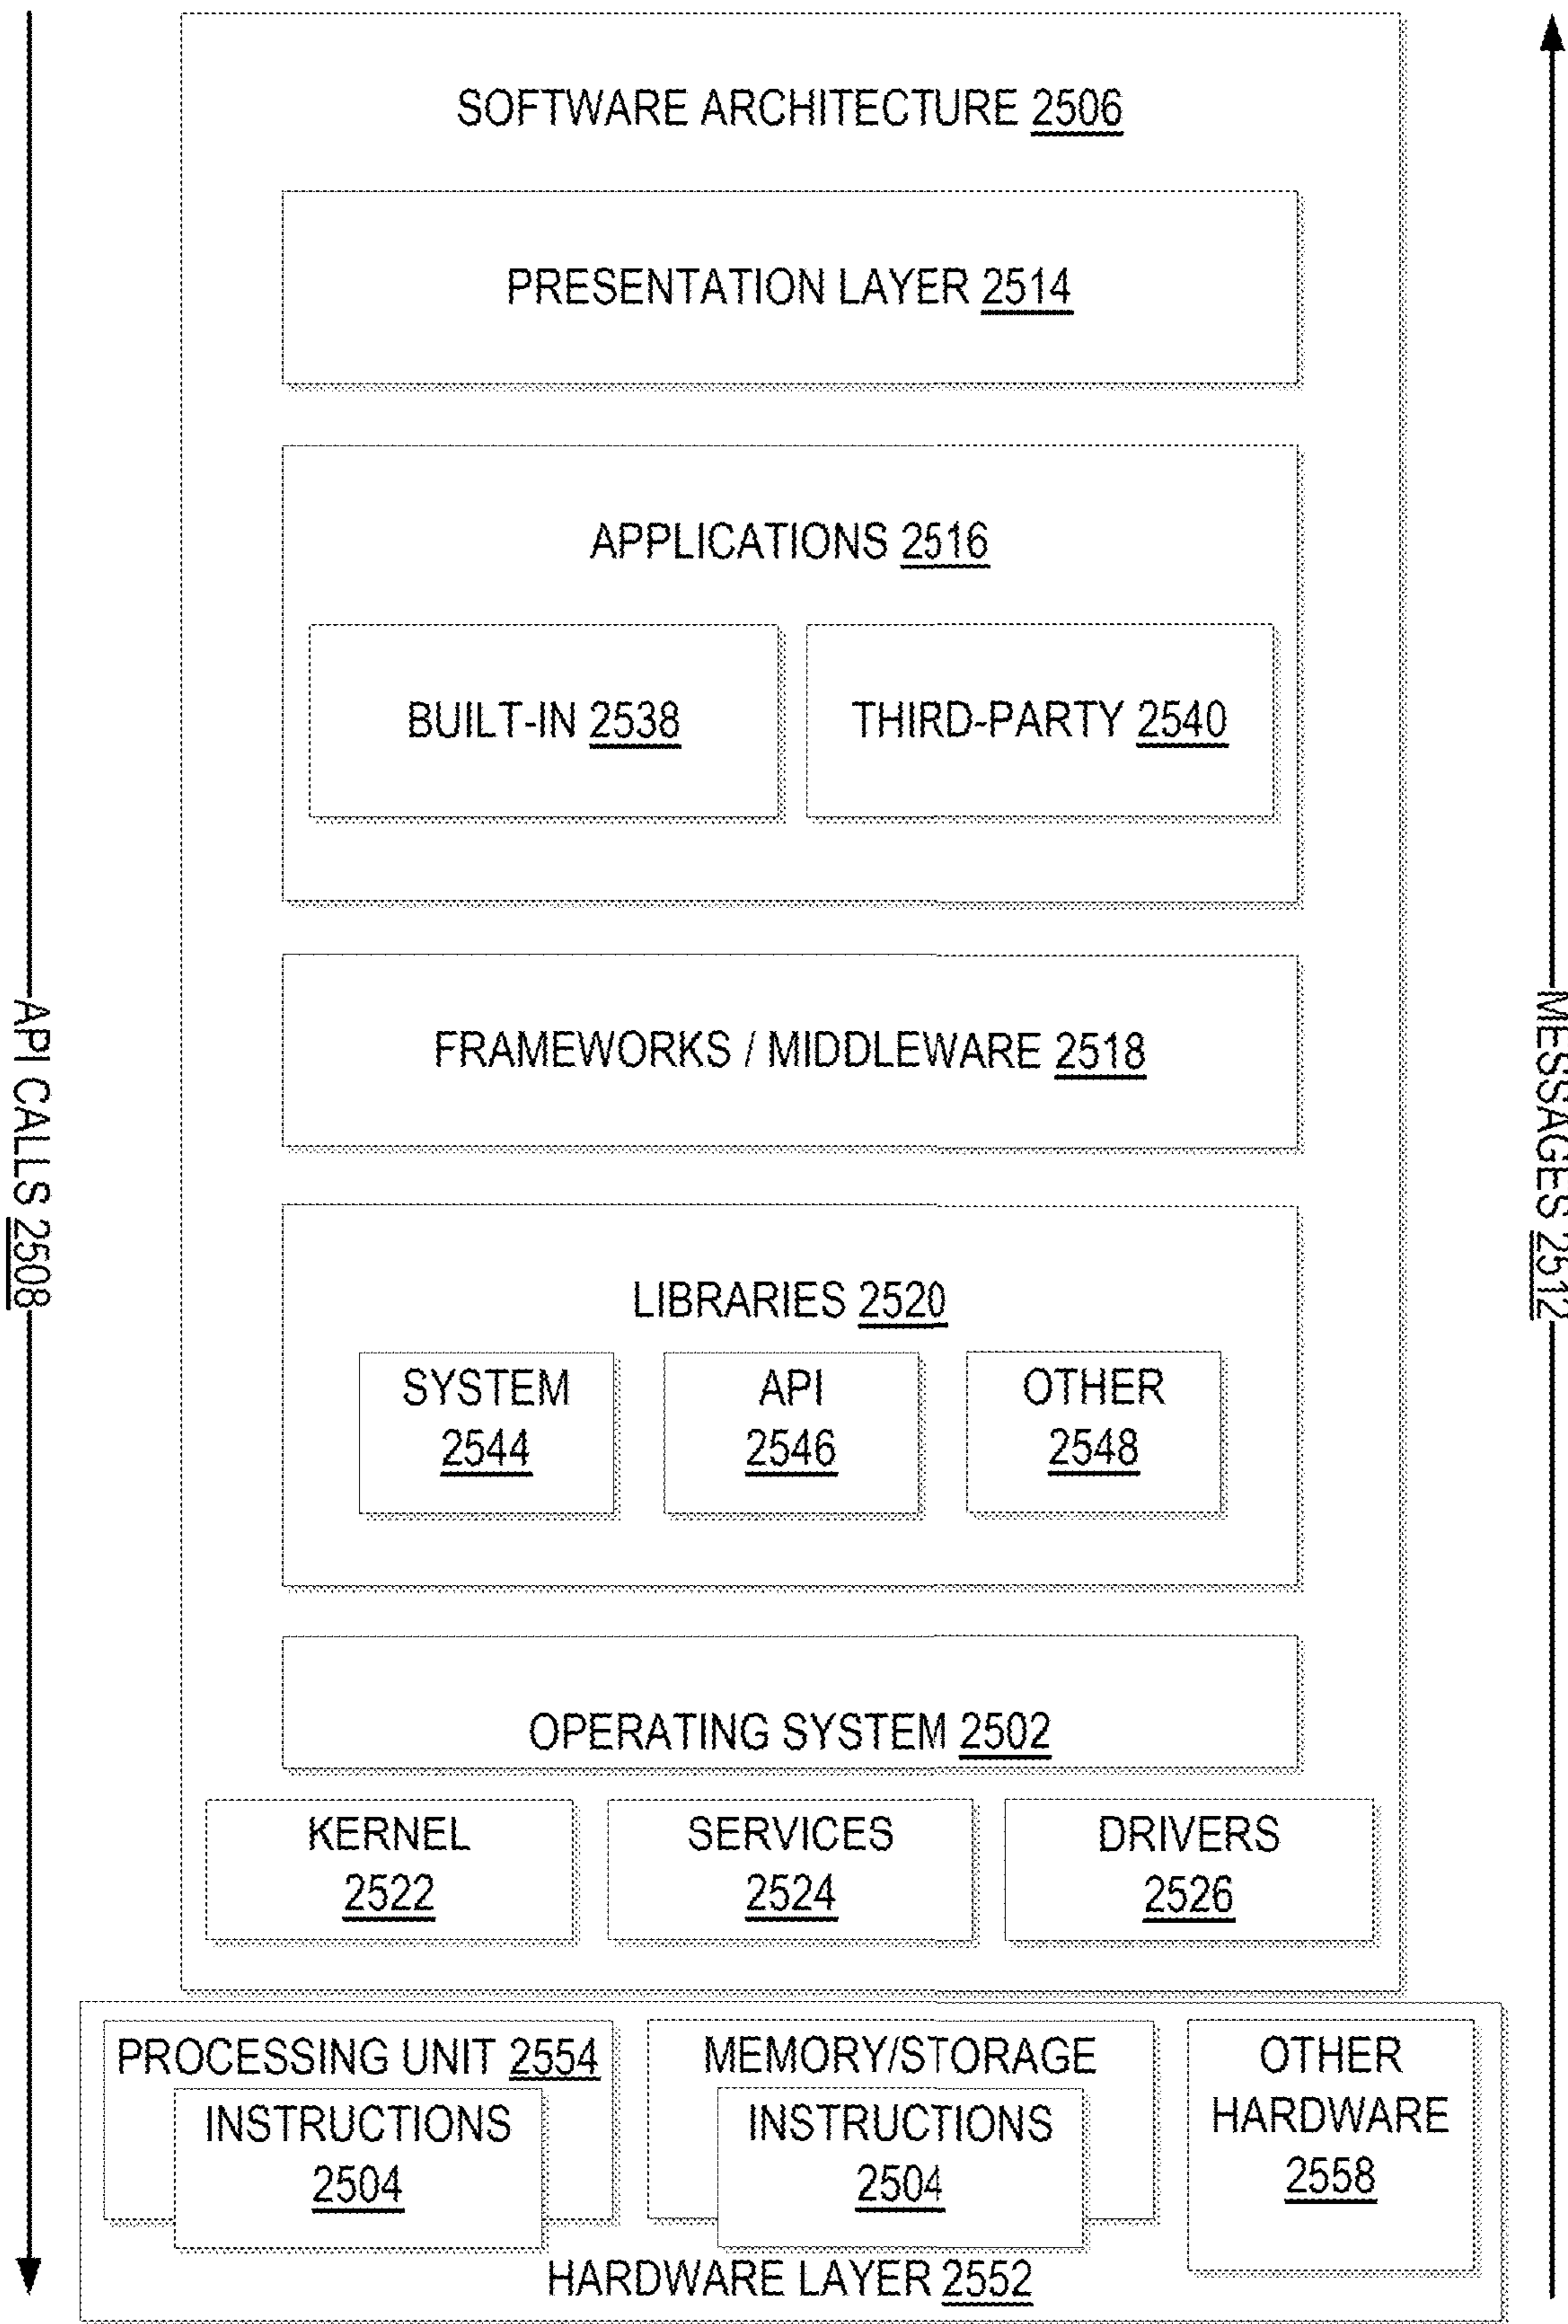 SOFTWARE ARCHITECTURE 2506
PRESENTATION LAYER 2514
APPLICATIONS 2516
BUILT-IN 2538
THIRD-PARTY 2540
FRAMEWORKS / MIDDLEWARE 2518
API CALLS 2508
MESSAGES 2512
LIBRARIES 2520
SYSTEM
2544
API
2546
OTHER
2548
OPERATING SYSTEM 2502
KERNEL
2522
SERVICES
2524
DRIVERS
2526
PROCESSING UNIT 2554
INSTRUCTIONS
2504
MEMORY/STORAGE
INSTRUCTIONS
2504
OTHER
HARDWARE
2558
HARDWARE LAYER 2552